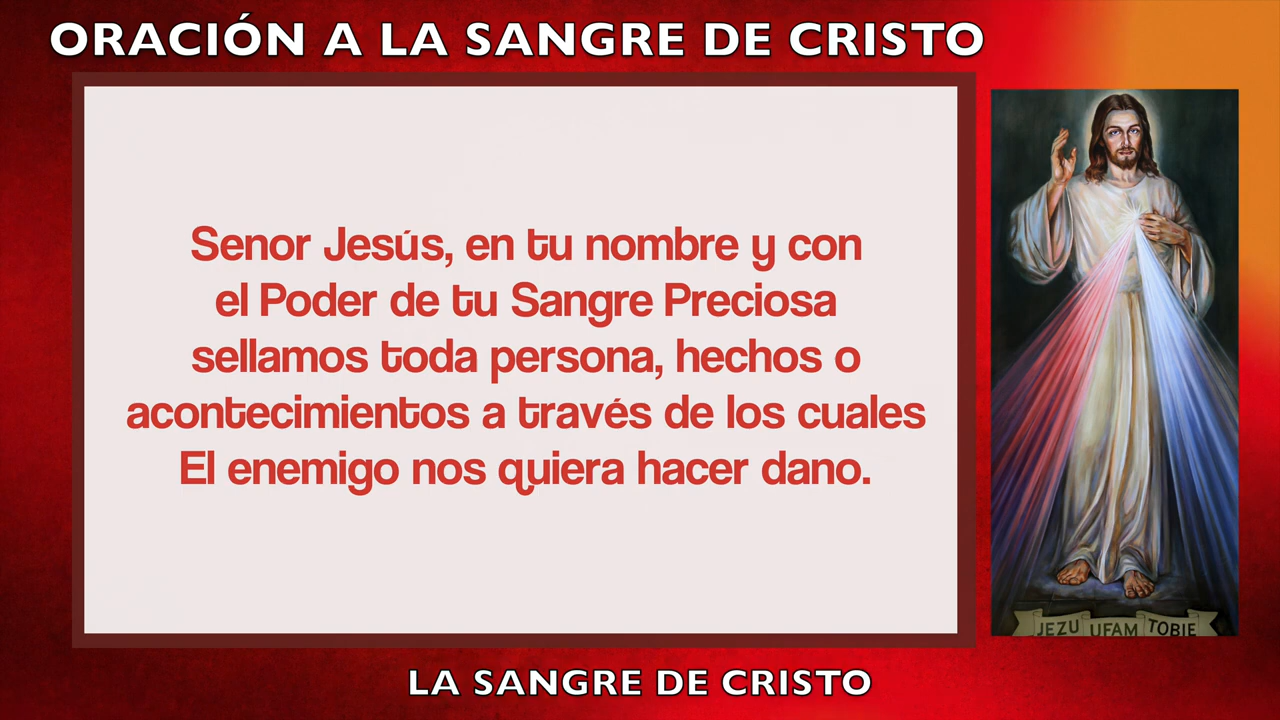 ORACIÓN A LA SANGRE DE CRISTO
Senor Jesús, en tu nombre y con
el Poder de tu Sangre Preciosa
sellamos toda persona, hechos o
acontecimientos a través de los cuales
El enemigo nos quiera hacer dano.
JEZU UFAM TOBIE
LA SANGRE DE CRISTO